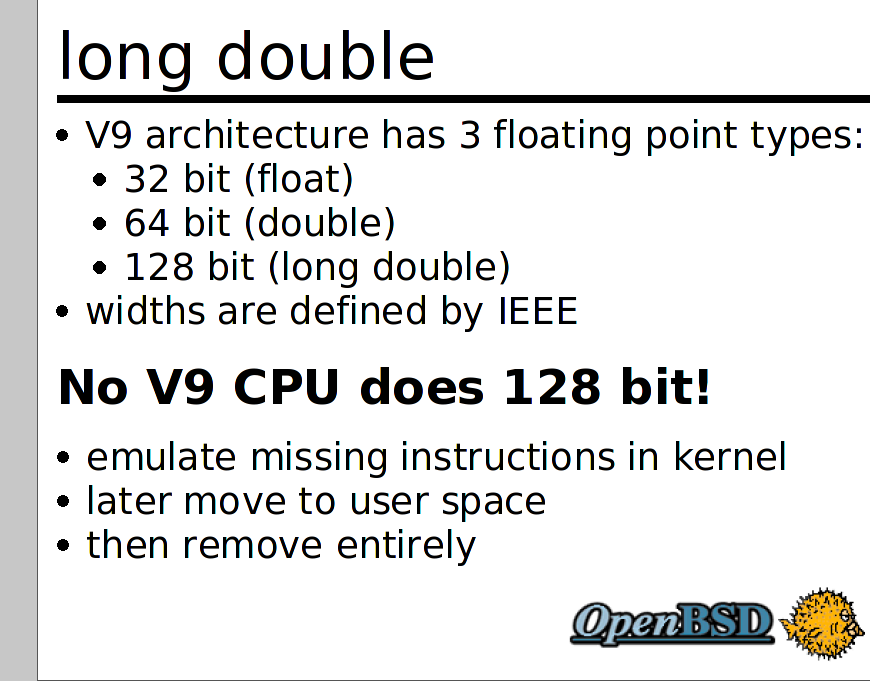 long double
• V9 architecture has 3 floating point types:
• 32 bit (float)
• 64 bit (double)
• 128 bit (long double)
• widths are defined by IEEE
No V9 CPU does 128 bit!
• emulate missing instructions in kernel
• later move to user space
• then remove entirely
OpenBSD